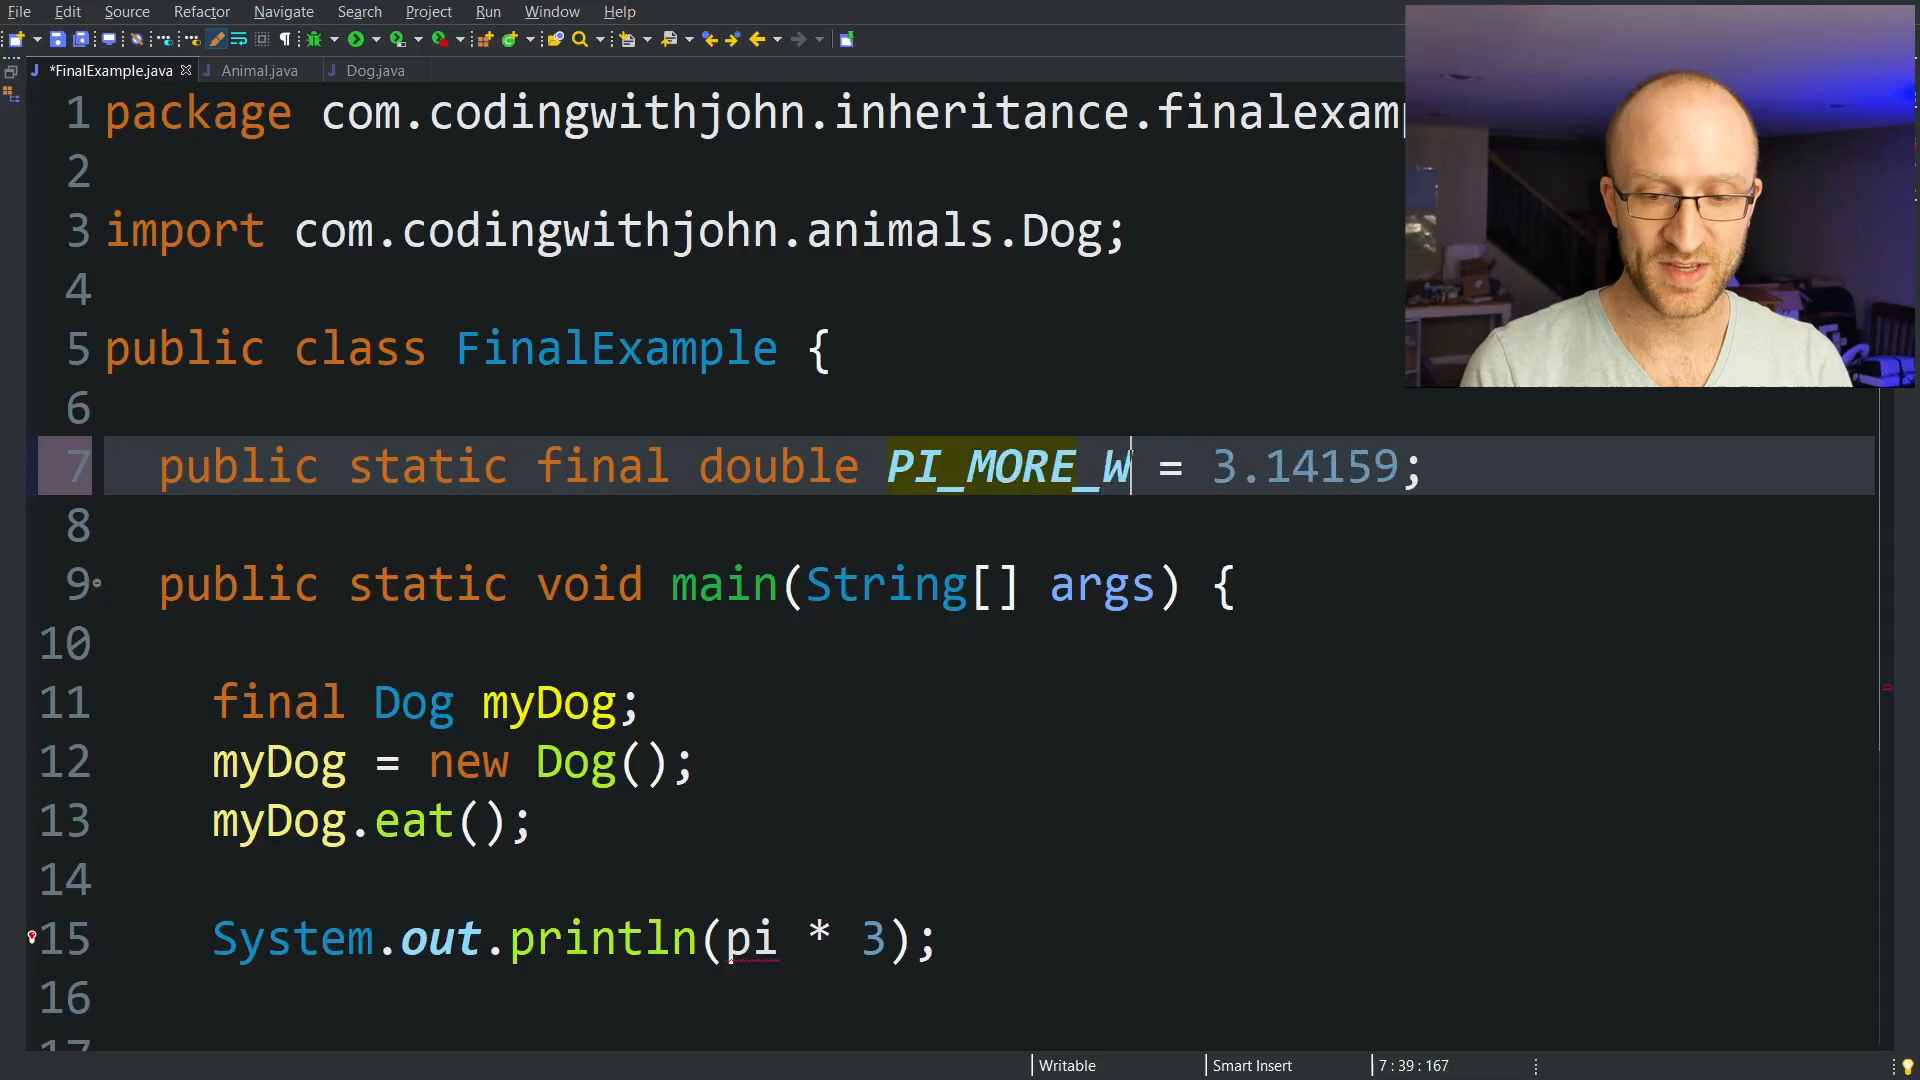 File Edit Source Refactor Navigate Search Project Run Window Help
*FinalExample.java Animal.java Dog.java
1 package com.codingwithjohn.inheritance.finalexamp
2
3 import com.codingwithjohn.animals.Dog;
4
5 public class FinalExample {
6
7 public static final double PI_MORE_W = 3.14159;
8
9 public static void main(String[] args) {
10
11 final Dog myDog;
12 myDog = new Dog();
13 myDog.eat();
14
15 System.out.println(pi * 3);
16
17
Writable Smart Insert 7 : 39 : 167